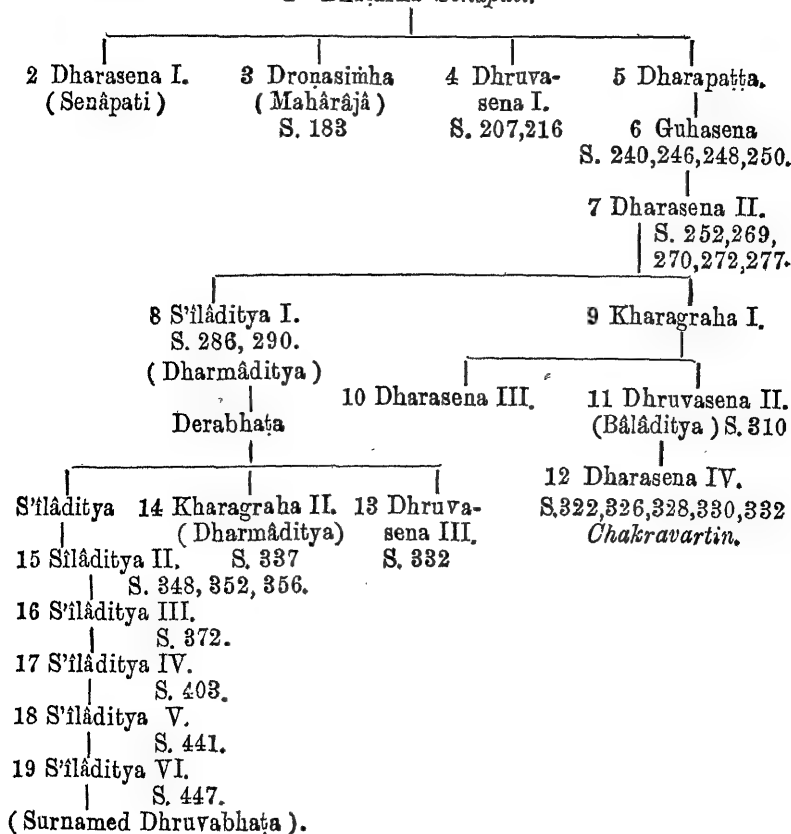 2 Dharasena I. 3 Droṇasimha 4 Dhruva- 5 Dharapaṭṭa.
(Senâpati) (Mahârâjâ) sena I.
S. 183 S. 207,216 6 Guhasena
S. 240,246,248,250.
7 Dharasena II.
S. 252,269,
270,272,277.
8 S'îlâditya I. 9 Kharagraha I.
S. 286, 290.
(Dharmâditya)
10 Dharasena III. 11 Dhruvasena II.
Derabhaṭa (Bâlâditya) S. 310
12 Dharasena IV.
S'îlâditya 14 Kharagraha II. 13 Dhruva- S.322,326,328,330,332
(Dharmâditya) sena III. Chakravartin.
15 Sîlâditya II. S. 337 S. 332
S. 348, 352, 356.
16 S'îlâditya III.
S. 372.
17 S'îlâditya IV.
S. 403.
18 S'îlâditya V.
S. 441.
19 S'îlâditya VI.
S. 447.
(Surnamed Dhruvabhaṭa).